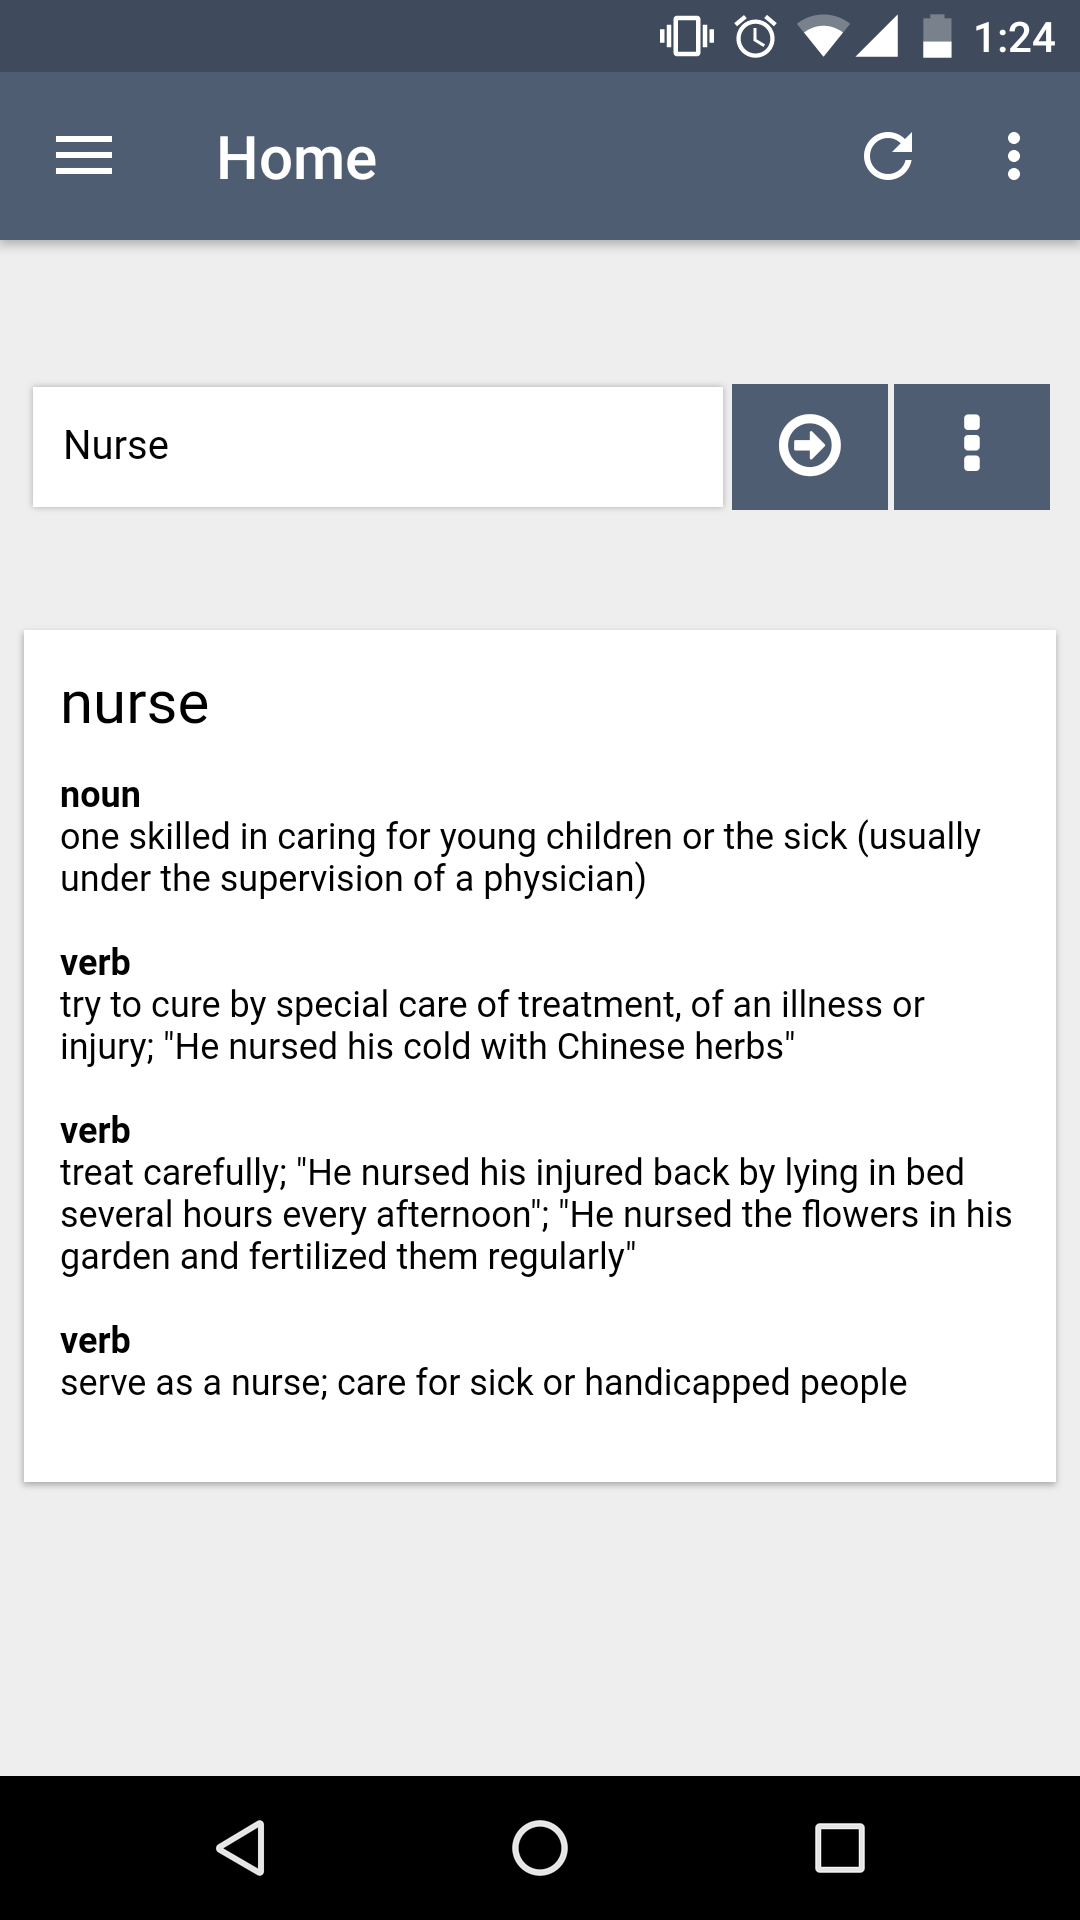 1:24
Home
Nurse
nurse
noun
one skilled in caring for young children or the sick (usually
under the supervision of a physician)
verb
try to cure by special care of treatment, of an illness or
injury; "He nursed his cold with Chinese herbs"
verb
treat carefully; "He nursed his injured back by lying in bed
several hours every afternoon"; "He nursed the flowers in his
garden and fertilized them regularly"
verb
serve as a nurse; care for sick or handicapped people